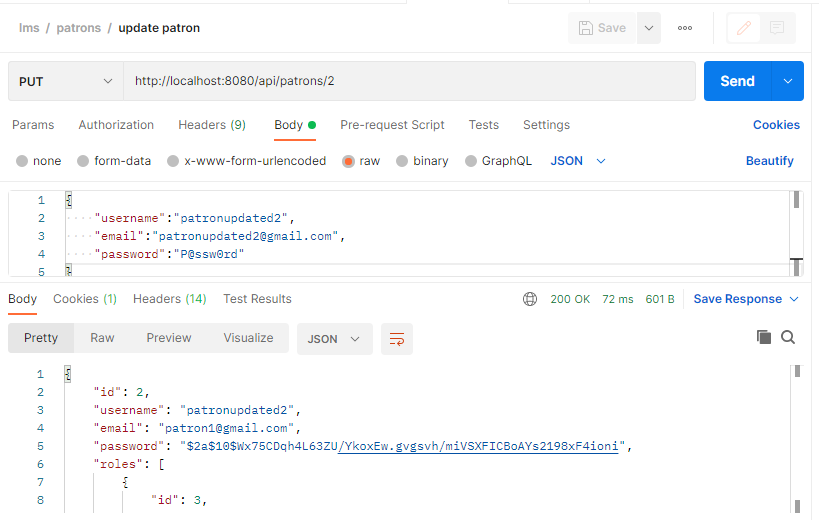 lms / patrons / update patron
Save
PUT
http://localhost:8080/api/patrons/2
Send
Params Authorization Headers (9) Body Pre-request Script Tests Settings Cookies
none form-data x-www-form-urlencoded raw binary GraphQL JSON Beautify
1 {
2 "username":"patronupdated2",
3 "email":"patronupdated2@gmail.com",
4 "password":"P@ssw0rd"
5 }
Body Cookies (1) Headers (14) Test Results 200 OK 72 ms 601 B Save Response
Pretty Raw Preview Visualize JSON
1 {
2 "id": 2,
3 "username": "patronupdated2",
4 "email": "patron1@gmail.com",
5 "password": "$2a$10$Wx75CDqh4L63ZU/YkoxEw.gvgsvh/miVSXFICBoAYs2198xF4ioni",
6 "roles": [
7 {
8 "id": 3,